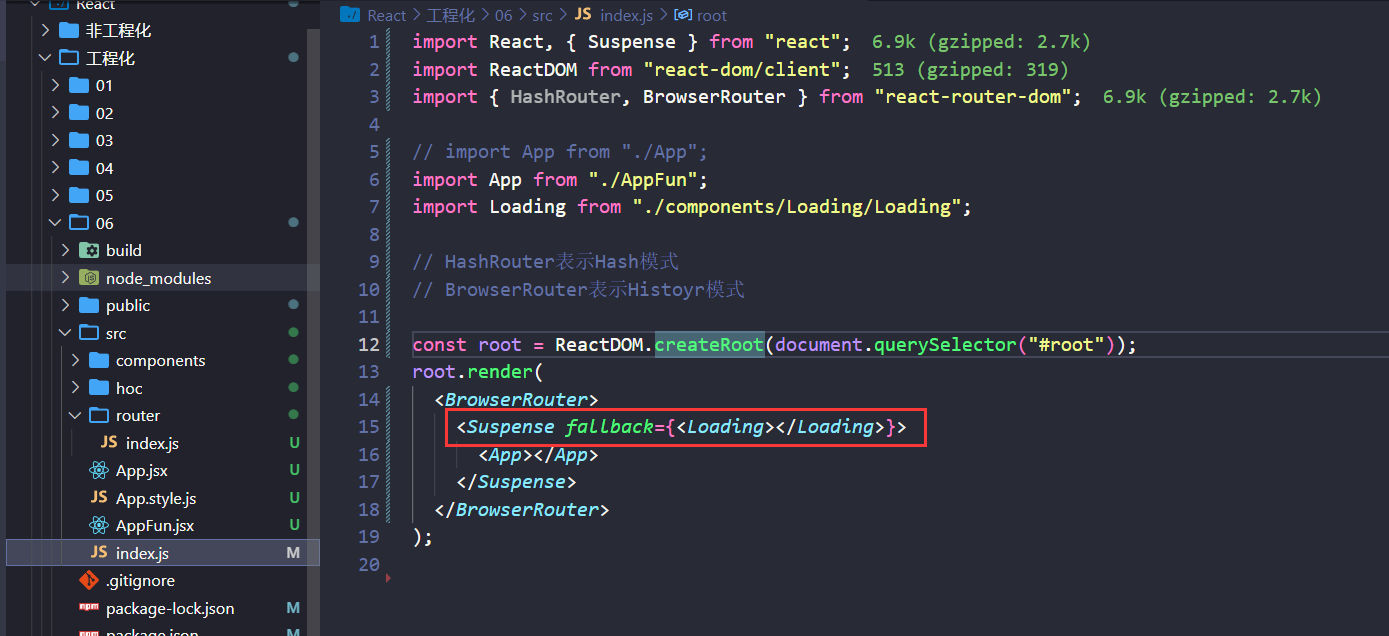 React
非工程化
工程化
01
02
03
04
05
06
build
node_modules
public
src
components
hoc
router
JS index.js U
App.jsx U
JS App.style.js U
AppFun.jsx U
JS index.js M
.gitignore
npm package-lock.json M
npm package.json M
React > 工程化 > 06 > src > JS index.js > root
1 import React, { Suspense } from "react"; 6.9k (gzipped: 2.7k)
2 import ReactDOM from "react-dom/client"; 513 (gzipped: 319)
3 import { HashRouter, BrowserRouter } from "react-router-dom"; 6.9k (gzipped: 2.7k)
4
5 // import App from "./App";
6 import App from "./AppFun";
7 import Loading from "./components/Loading/Loading";
8
9 // HashRouter表示Hash模式
10 // BrowserRouter表示Histoyr模式
11
12 const root = ReactDOM.createRoot(document.querySelector("#root"));
13 root.render(
14 <BrowserRouter>
15 <Suspense fallback={<Loading></Loading>}>
16 <App></App>
17 </Suspense>
18 </BrowserRouter>
19 );
20